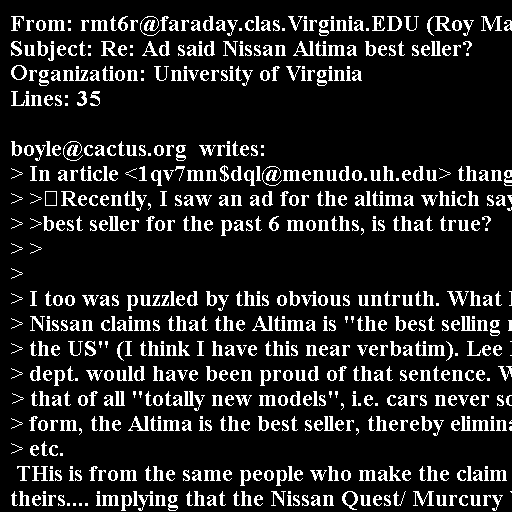 From: rmt6r@faraday.clas.Virginia.EDU (Roy Ma
Subject: Re: Ad said Nissan Altima best seller?
Organization: University of Virginia
Lines: 35

boyle@cactus.org  writes:
> In article <1qv7mn$dql@menudo.uh.edu> thang
> >□Recently, I saw an ad for the altima which say
> >best seller for the past 6 months, is that true?
> >
>
> I too was puzzled by this obvious untruth. What
> Nissan claims that the Altima is "the best selling
> the US" (I think I have this near verbatim). Lee
> dept. would have been proud of that sentence.
> that of all "totally new models", i.e. cars never so
> form, the Altima is the best seller, thereby elimina
> etc.
 THis is from the same people who make the claim
theirs.... implying that the Nissan Quest/ Murcury